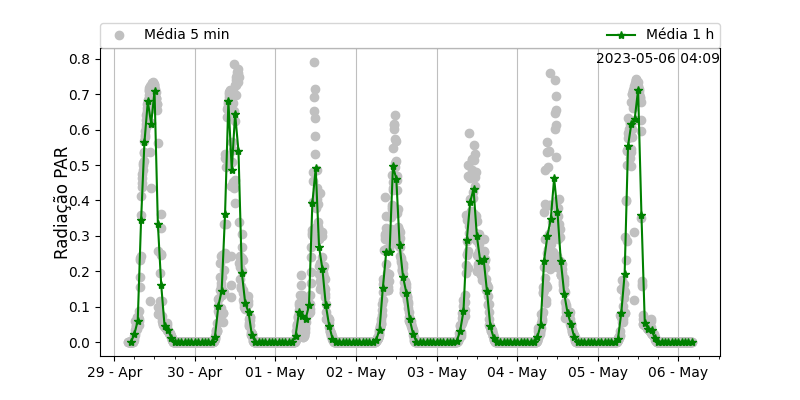 Média 5 min
Média 1 h
2023-05-06 04:09
Radiação PAR
0.8
0.7
0.6
0.5
0.4
0.3
0.2
0.1
0.0
29 - Apr
30 - Apr
01 - May
02 - May
03 - May
04 - May
05 - May
06 - May